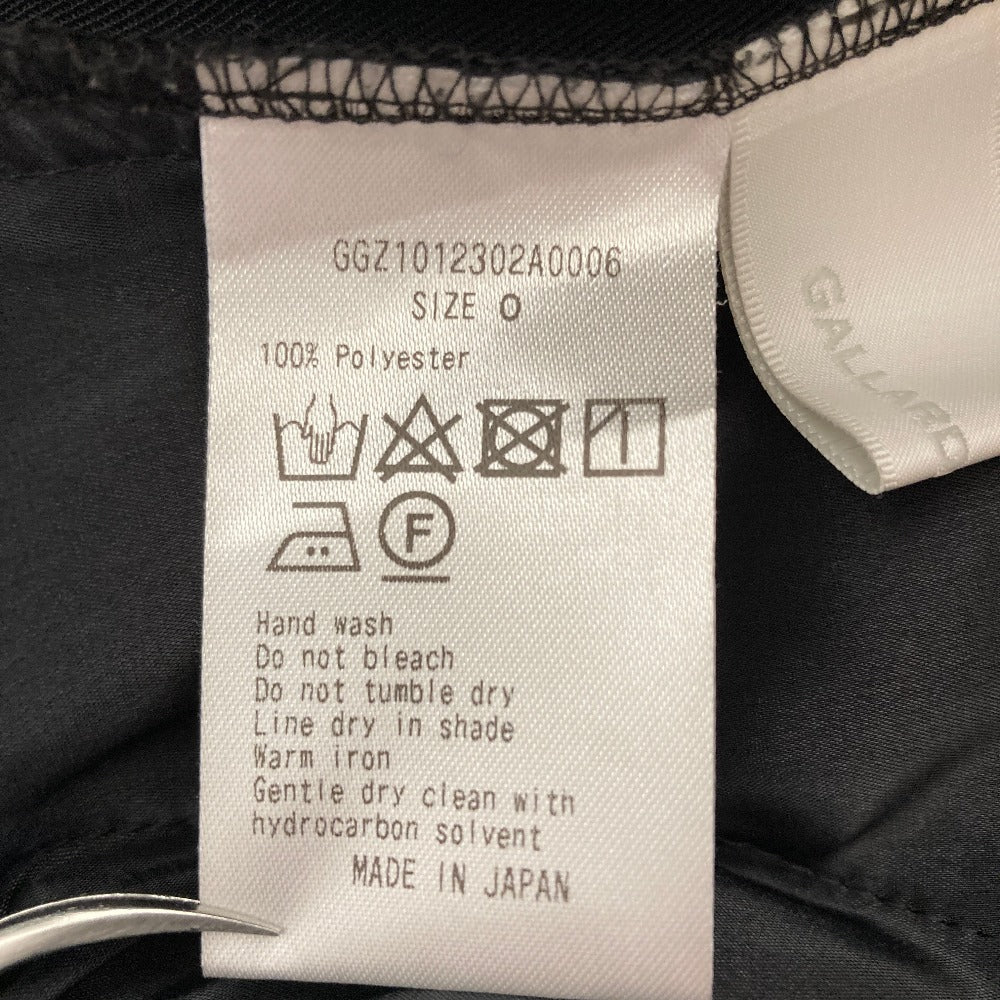 GGZ1012302A0006
SIZE 0
100% Polyester
F
Hand wash
Do not bleach
Do not tumble dry
Line dry in shade
Warm iron
Gentle dry clean with
hydrocarbon solvent
MADE IN JAPAN
GALLARD